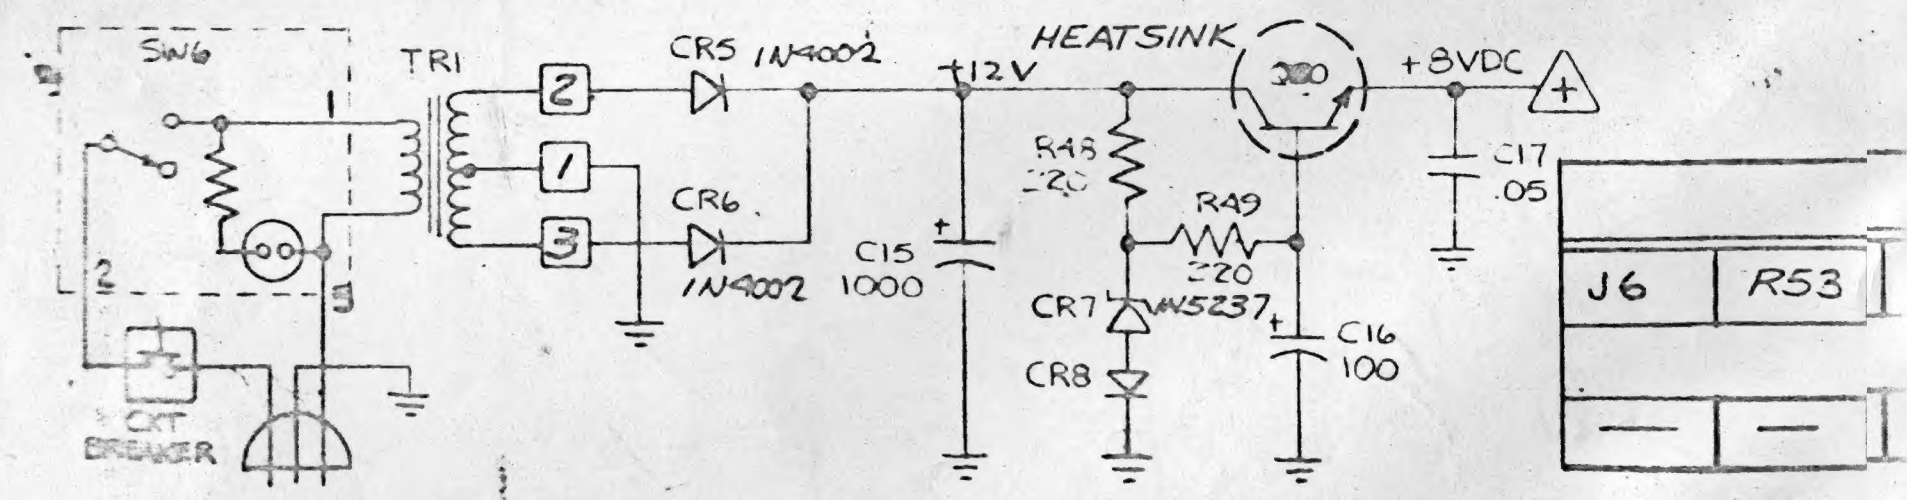 SW6
TR1
1
2
CR5
1N4002
2
1
3
CR6
1N4002
+12V
HEATSINK
+8VDC
+
R48
R49
220
C15
1000
+
CR7
CR8
+
C16
100
C17
.05
J6
R53
CKT
BREAKER